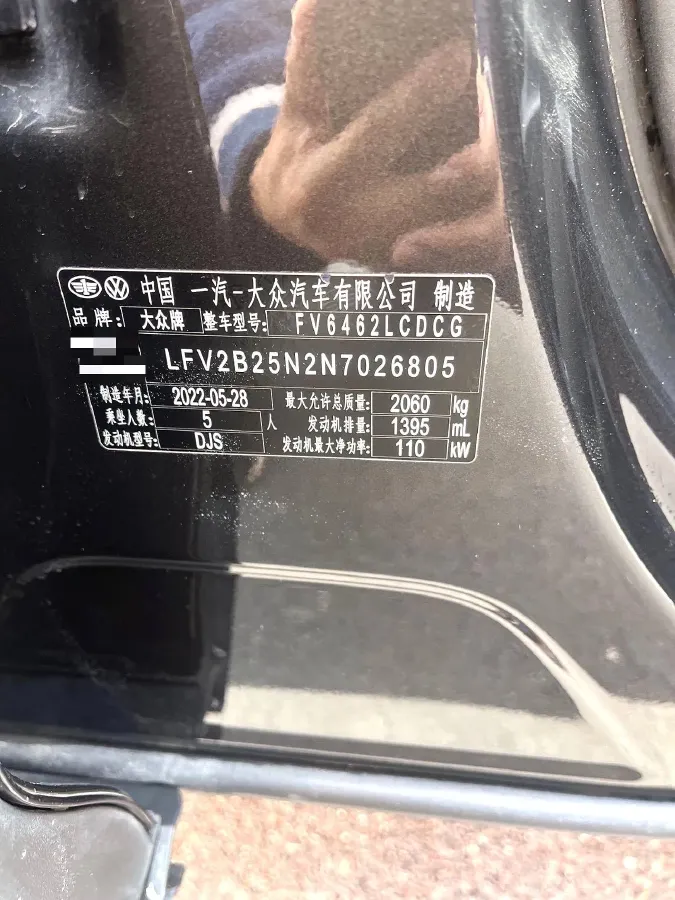 中国 一汽-大众汽车有限公司 制造
品牌: 大众牌 整车型号: FV6462LCDCG
LFV2B25N2N7026805
制造年月: 2022-05-28 最大允许总质量: 2060 kg
乘坐人数: 5 人 发动机排量: 1395 mL
发动机型号: DJS 发动机最大净功率: 110 kW